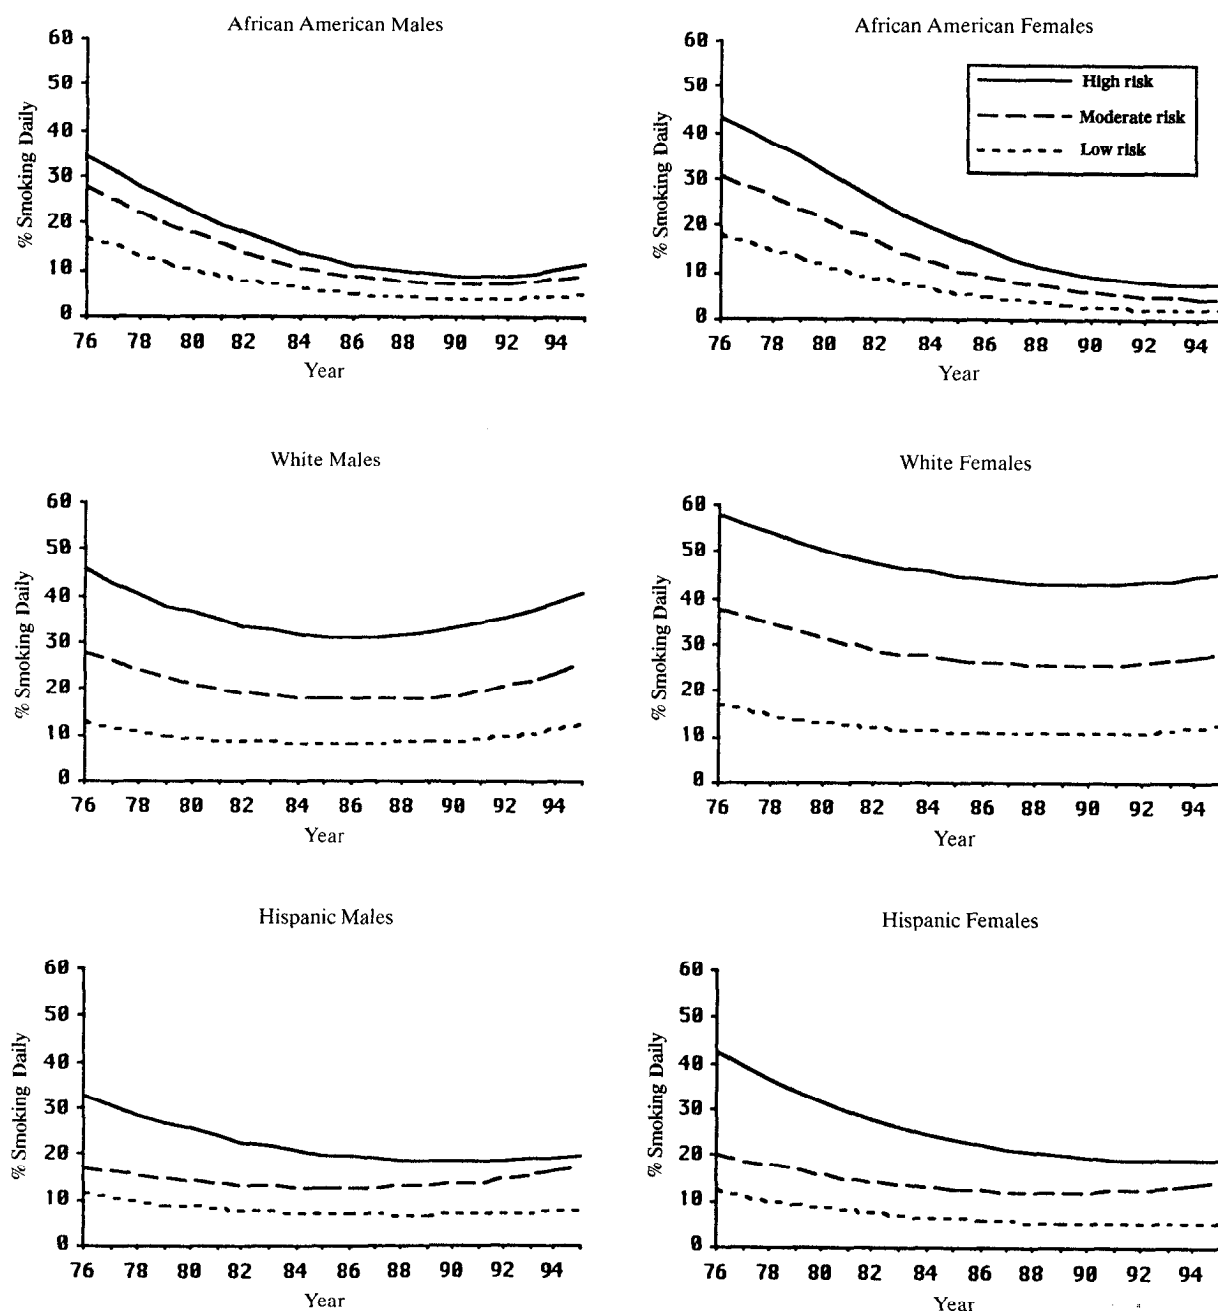 African American Males
60
50
40
30
20
10
0
% Smoking Daily
76 78 80 82 84 86 88 90 92 94
Year
African American Females
60
50
40
30
20
10
0
% Smoking Daily
High risk
Moderate risk
Low risk
76 78 80 82 84 86 88 90 92 94
Year
White Males
60
50
40
30
20
10
0
% Smoking Daily
76 78 80 82 84 86 88 90 92 94
Year
White Females
60
50
40
30
20
10
0
% Smoking Daily
76 78 80 82 84 86 88 90 92 94
Year
Hispanic Males
60
50
40
30
20
10
0
% Smoking Daily
76 78 80 82 84 86 88 90 92 94
Year
Hispanic Females
60
50
40
30
20
10
0
% Smoking Daily
76 78 80 82 84 86 88 90 92 94
Year